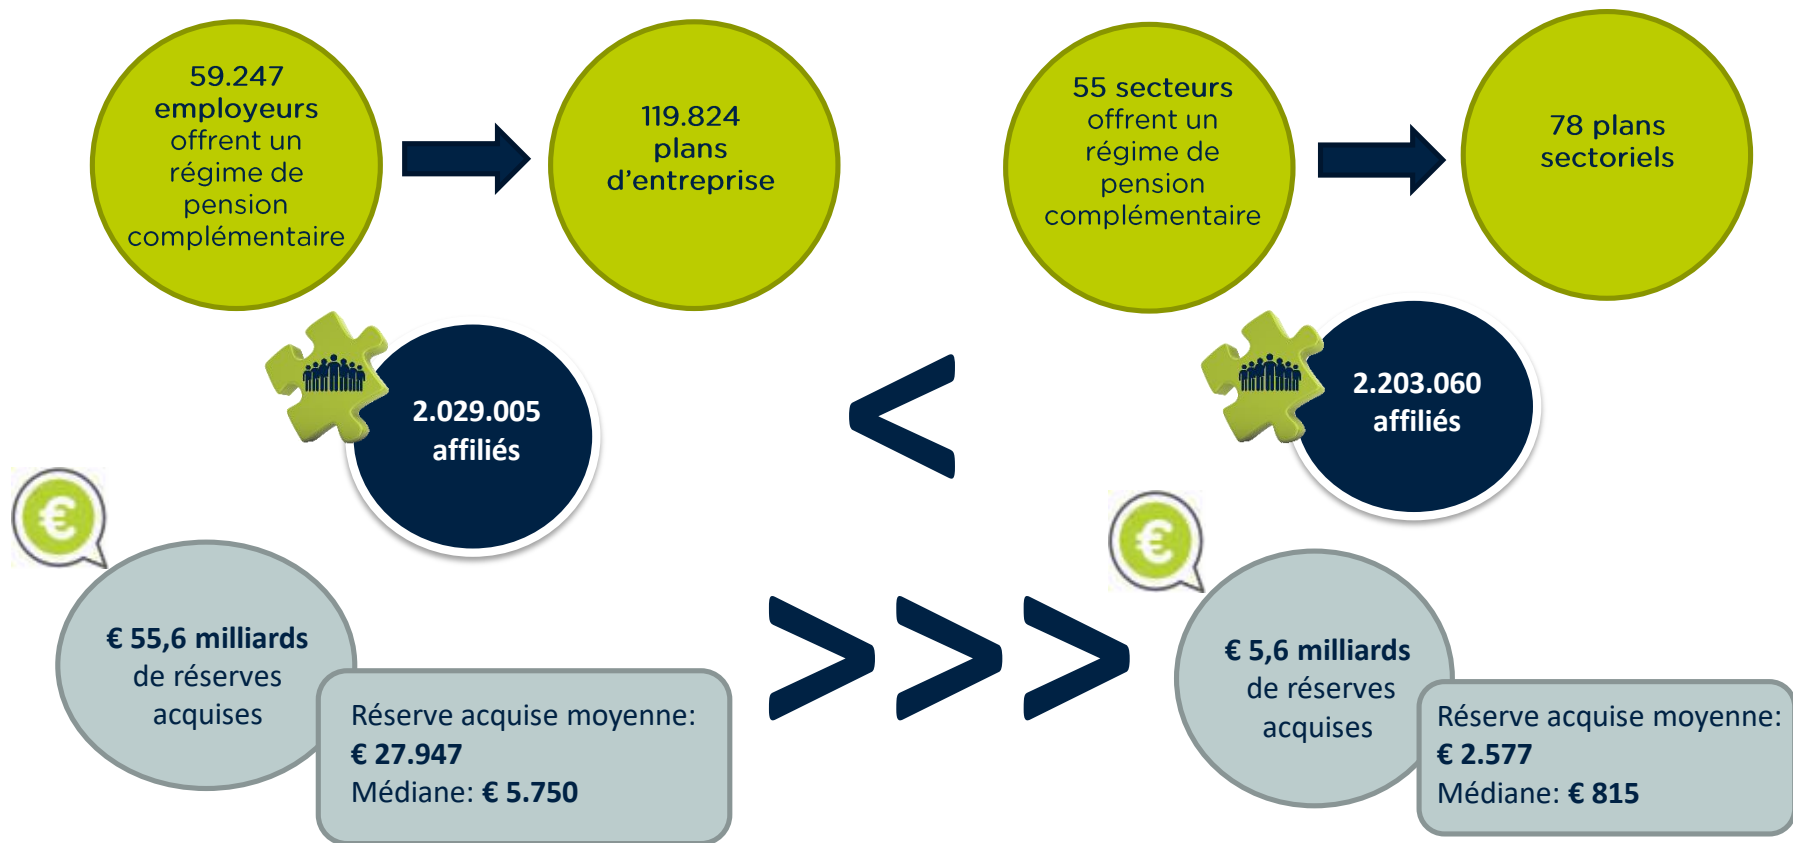 59.247
employeurs
offrent un
régime de
pension
complémentaire
119.824
plans
d'entreprise
55 secteurs
offrent un
régime de
pension
complémentaire
78 plans
sectoriels
2.029.005
affiliés
<
2.203.060
affiliés
€
€ 55,6 milliards
de réserves
acquises
Réserve acquise moyenne:
€ 27.947
Médiane: € 5.750
>>>
€
€ 5,6 milliards
de réserves
acquises
Réserve acquise moyenne:
€ 2.577
Médiane: € 815